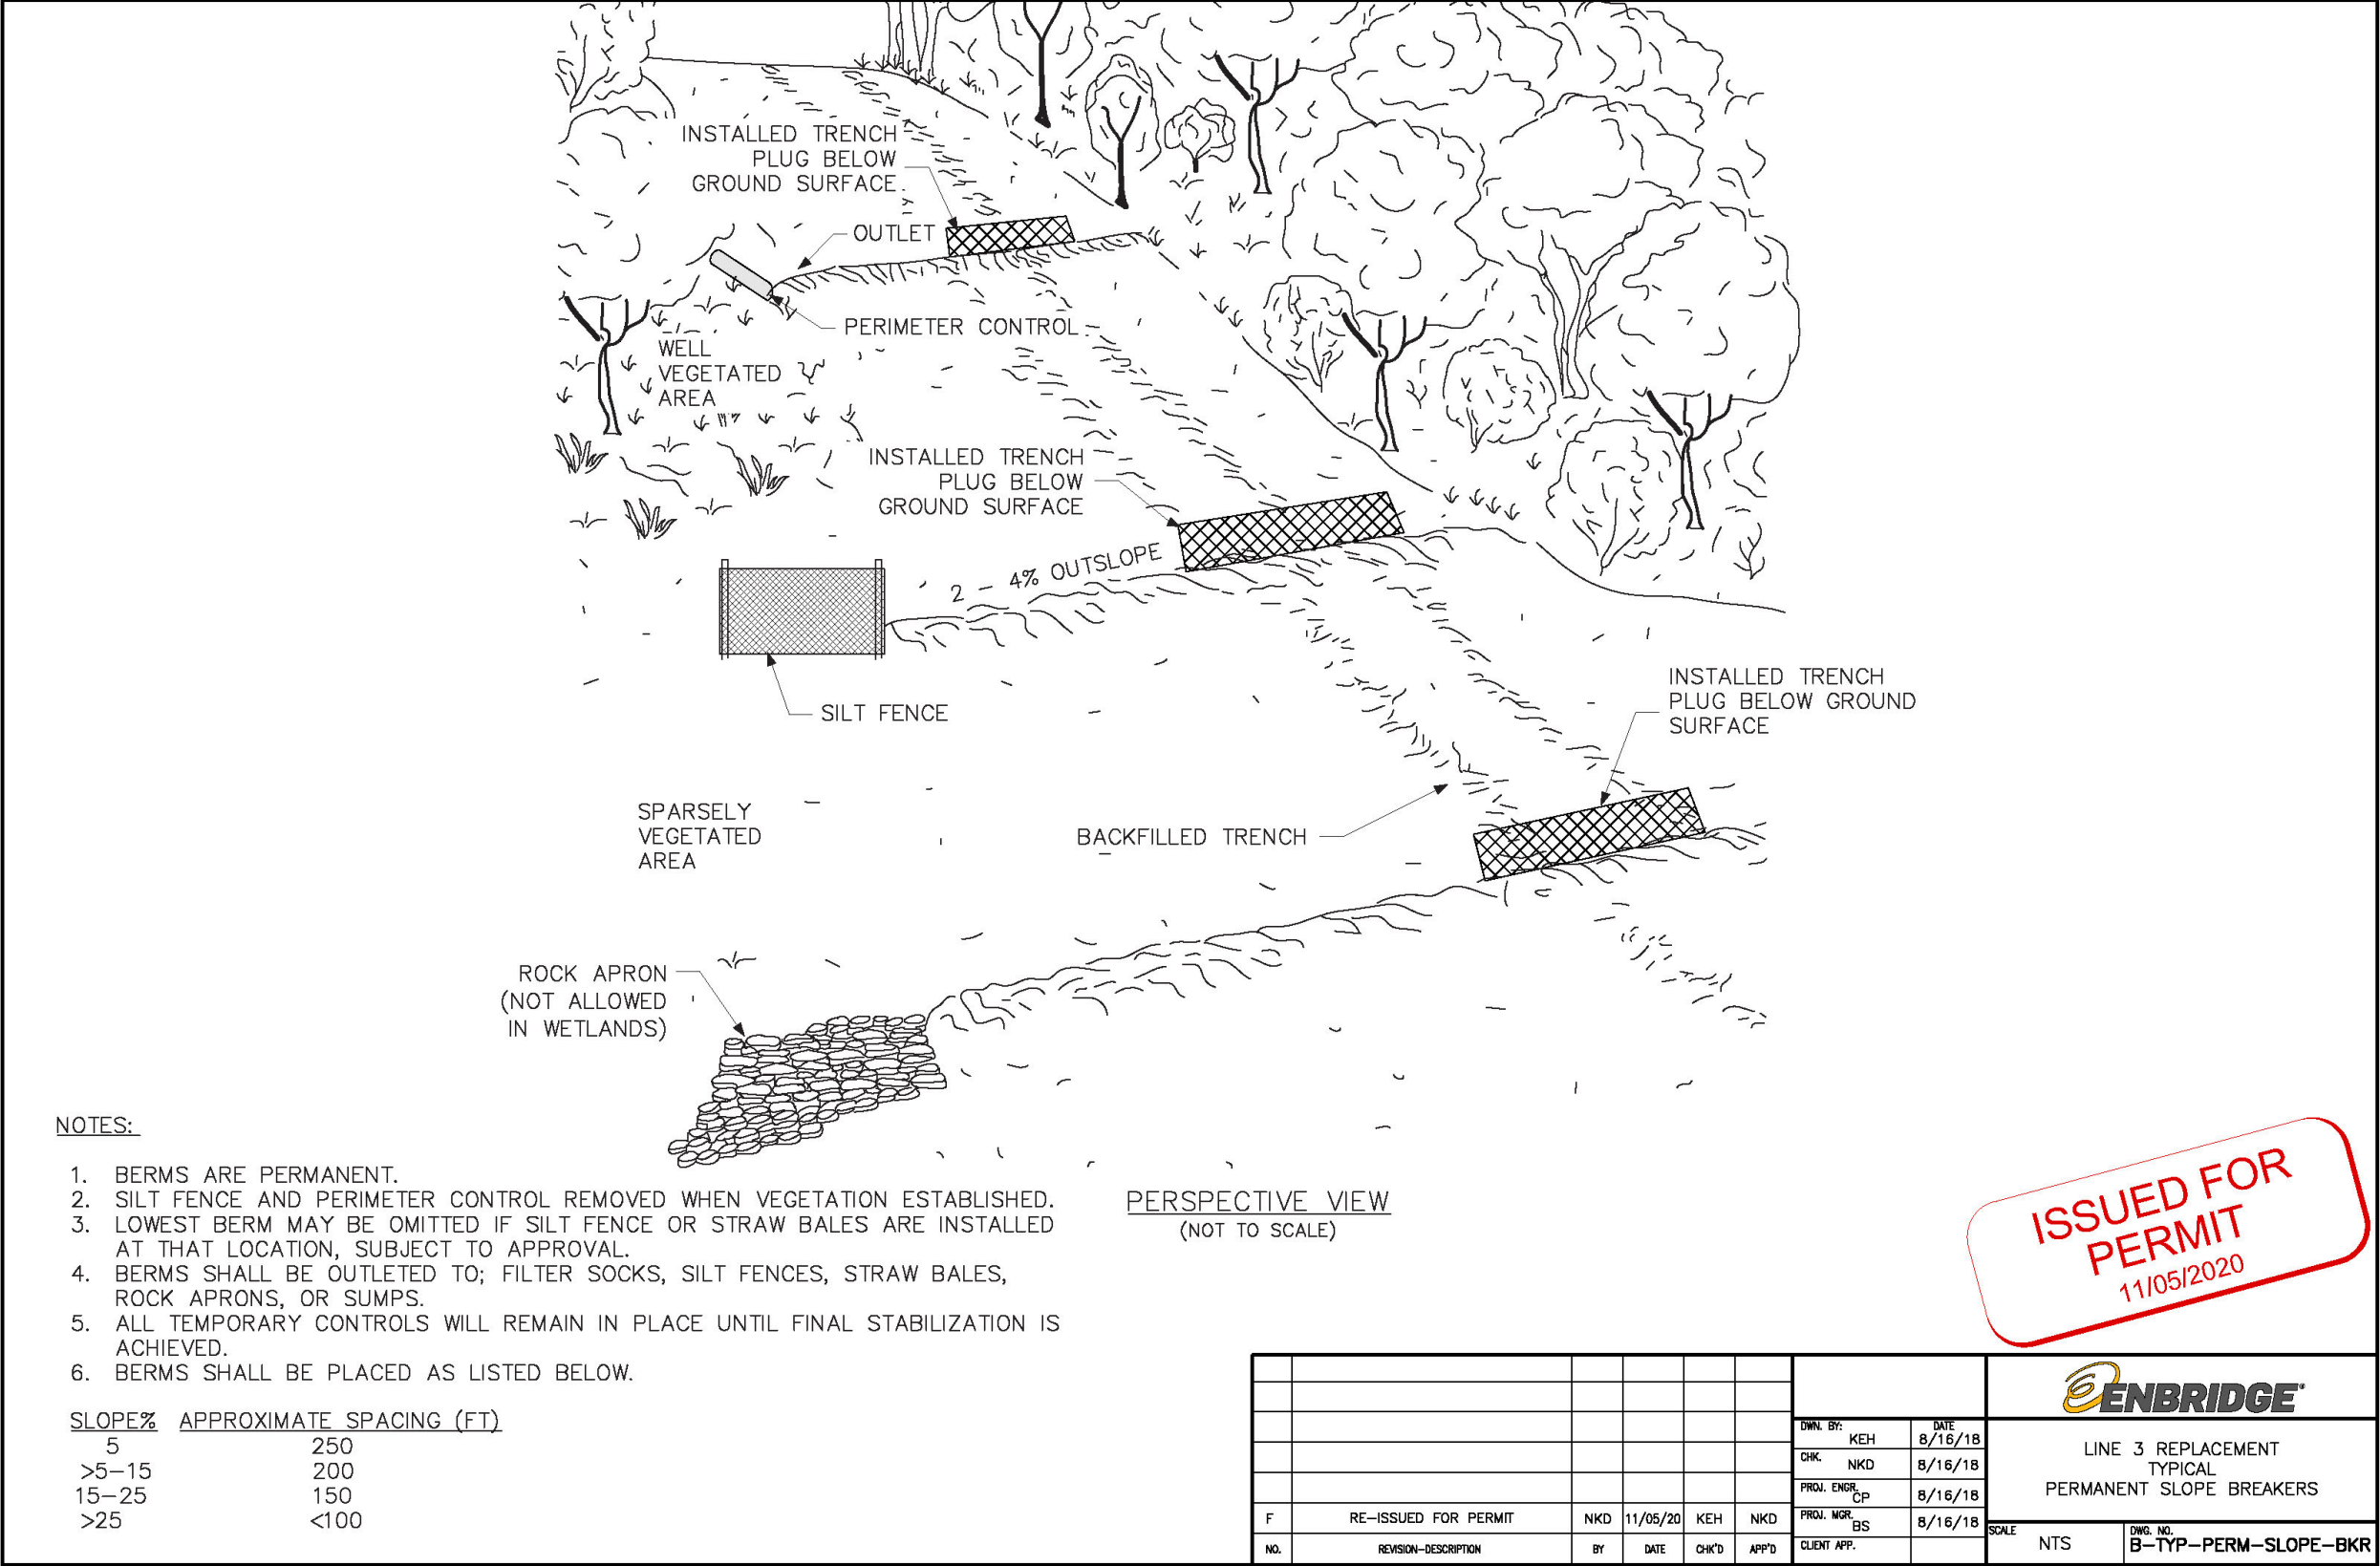 INSTALLED TRENCH
PLUG BELOW
GROUND SURFACE
OUTLET
PERIMETER CONTROL
WELL
VEGETATED
AREA
INSTALLED TRENCH
PLUG BELOW
GROUND SURFACE
2 - 4% OUTSLOPE
SILT FENCE
INSTALLED TRENCH
PLUG BELOW GROUND
SURFACE
SPARSELY
VEGETATED
AREA
BACKFILLED TRENCH
ROCK APRON
(NOT ALLOWED
IN WETLANDS)
NOTES:
1. BERMS ARE PERMANENT.
2. SILT FENCE AND PERIMETER CONTROL REMOVED WHEN VEGETATION ESTABLISHED.
3. LOWEST BERM MAY BE OMITTED IF SILT FENCE OR STRAW BALES ARE INSTALLED
AT THAT LOCATION, SUBJECT TO APPROVAL.
4. BERMS SHALL BE OUTLETED TO; FILTER SOCKS, SILT FENCES, STRAW BALES,
ROCK APRONS, OR SUMPS.
5. ALL TEMPORARY CONTROLS WILL REMAIN IN PLACE UNTIL FINAL STABILIZATION IS
ACHIEVED.
6. BERMS SHALL BE PLACED AS LISTED BELOW.
SLOPE% APPROXIMATE SPACING (FT)
5 250
>5-15 200
15-25 150
>25 <100
PERSPECTIVE VIEW
(NOT TO SCALE)
ISSUED FOR
PERMIT
11/05/2020
F RE-ISSUED FOR PERMIT NKD 11/05/20 KEH NKD
NO. REVISION-DESCRIPTION BY DATE CHK'D APP'D
DWN. BY: KEH DATE 8/16/18
CHK. NKD 8/16/18
PROJ. ENGR. CP 8/16/18
PROJ. MGR. BS 8/16/18
CLIENT APP.
ENBRIDGE®
LINE 3 REPLACEMENT
TYPICAL
PERMANENT SLOPE BREAKERS
SCALE NTS
DWG. NO. B-TYP-PERM-SLOPE-BKR